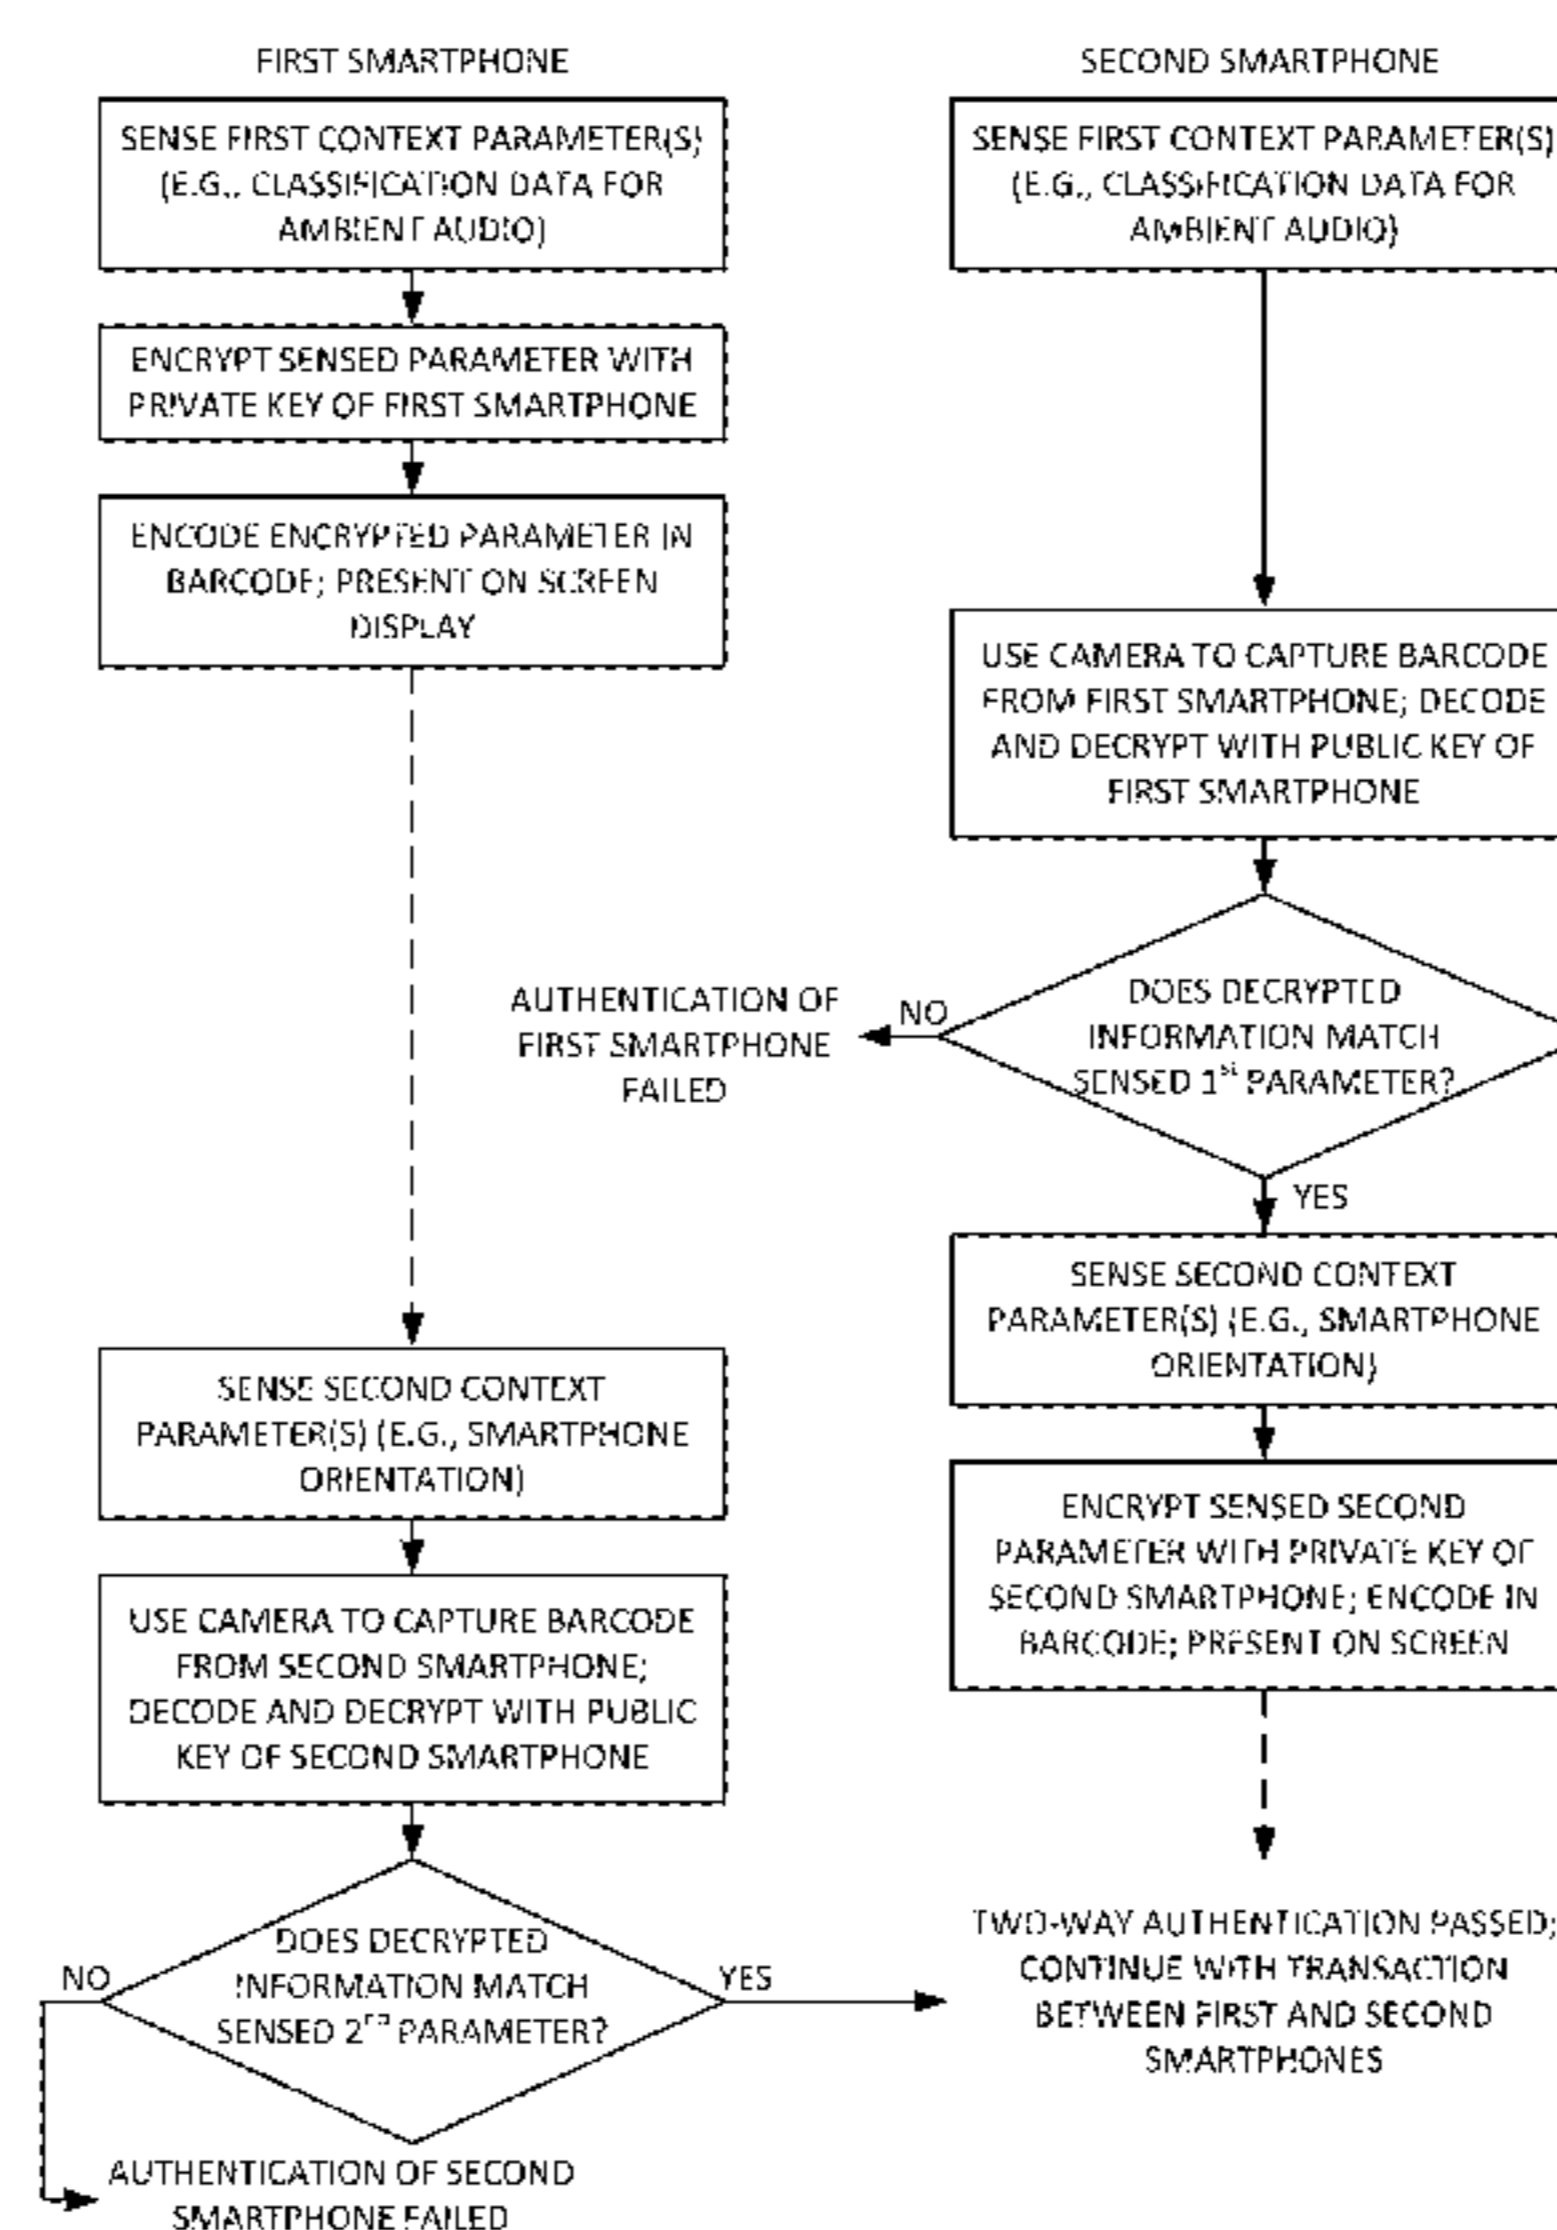 FIRST SMARTPHONE
SENSE FIRST CONTEXT PARAMETER(S)
(E.G., CLASSIFICATION DATA FOR
AMBIENT AUDIO)
ENCRYPT SENSED PARAMETER WITH
PRIVATE KEY OF FIRST SMARTPHONE
ENCODE ENCRYPTED PARAMETER IN
BARCODE; PRESENT ON SCREEN
DISPLAY
SECOND SMARTPHONE
SENSE FIRST CONTEXT PARAMETER(S)
(E.G., CLASSIFICATION DATA FOR
AMBIENT AUDIO)
USE CAMERA TO CAPTURE BARCODE
FROM FIRST SMARTPHONE; DECODE
AND DECRYPT WITH PUBLIC KEY OF
FIRST SMARTPHONE
DOES DECRYPTED
INFORMATION MATCH
SENSED 1st PARAMETER?
NO
AUTHENTICATION OF
FIRST SMARTPHONE
FAILED
YES
SENSE SECOND CONTEXT
PARAMETER(S) (E.G., SMARTPHONE
ORIENTATION)
ENCRYPT SENSED SECOND
PARAMETER WITH PRIVATE KEY OF
SECOND SMARTPHONE; ENCODE IN
BARCODE; PRESENT ON SCREEN
SENSE SECOND CONTEXT
PARAMETER(S) (E.G., SMARTPHONE
ORIENTATION)
USE CAMERA TO CAPTURE BARCODE
FROM SECOND SMARTPHONE;
DECODE AND DECRYPT WITH PUBLIC
KEY OF SECOND SMARTPHONE
DOES DECRYPTED
INFORMATION MATCH
SENSED 2nd PARAMETER?
NO
YES
AUTHENTICATION OF SECOND
SMARTPHONE FAILED
TWO-WAY AUTHENTICATION PASSED;
CONTINUE WITH TRANSACTION
BETWEEN FIRST AND SECOND
SMARTPHONES